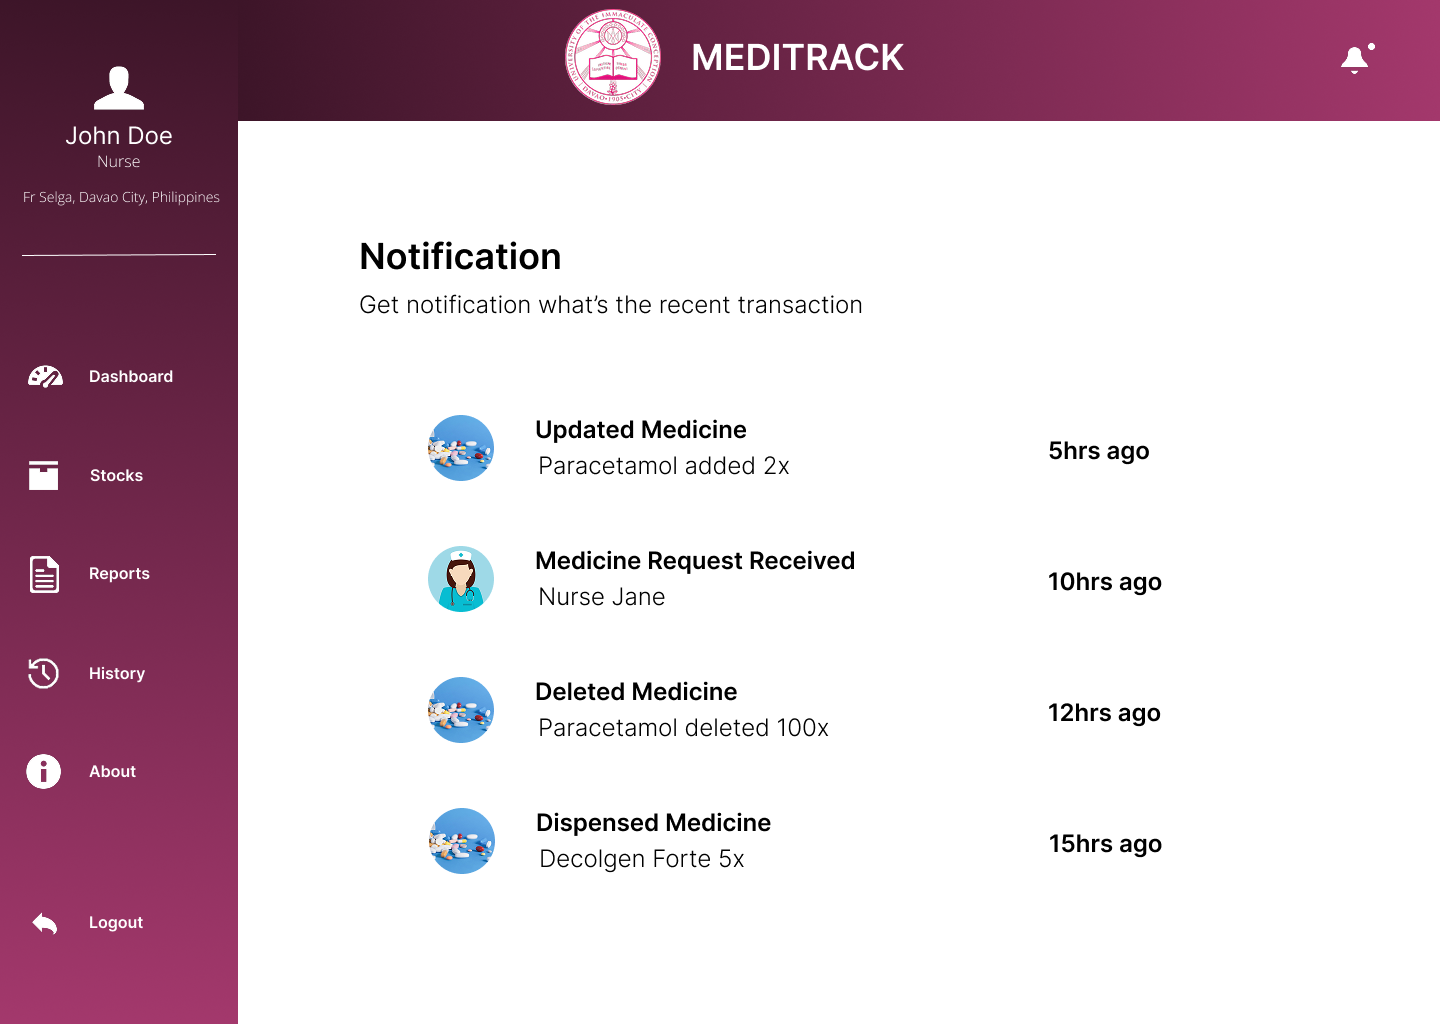 UNIVERSITY OF THE IMMACULATE CONCEPTION
DAVAO • 1905 • CITY
MEDITRACK
John Doe
Nurse
Fr Selga, Davao City, Philippines
Dashboard
Stocks
Reports
History
About
Logout
Notification
Get notification what’s the recent transaction
Updated Medicine
Paracetamol added 2x
5hrs ago
Medicine Request Received
Nurse Jane
10hrs ago
Deleted Medicine
Paracetamol deleted 100x
12hrs ago
Dispensed Medicine
Decolgen Forte 5x
15hrs ago